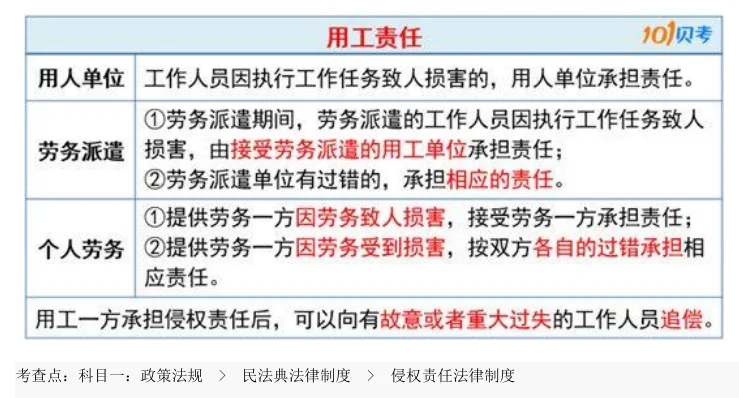 用工责任
101贝考
用人单位
工作人员因执行工作任务致人损害的，用人单位承担责任。
劳务派遣
①劳务派遣期间，劳务派遣的工作人员因执行工作任务致人
损害，由接受劳务派遣的用工单位承担责任；
②劳务派遣单位有过错的，承担相应的责任。
个人劳务
①提供劳务一方因劳务致人损害，接受劳务一方承担责任；
②提供劳务一方因劳务受到损害，按双方各自的过错承担相
应责任。
用工一方承担侵权责任后，可以向有故意或者重大过失的工作人员追偿。
考查点：科目一：政策法规 > 民法典法律制度 > 侵权责任法律制度